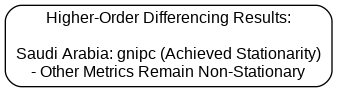 Higher-Order Differencing Results:
Saudi Arabia: gnipc (Achieved Stationarity)
- Other Metrics Remain Non-Stationary